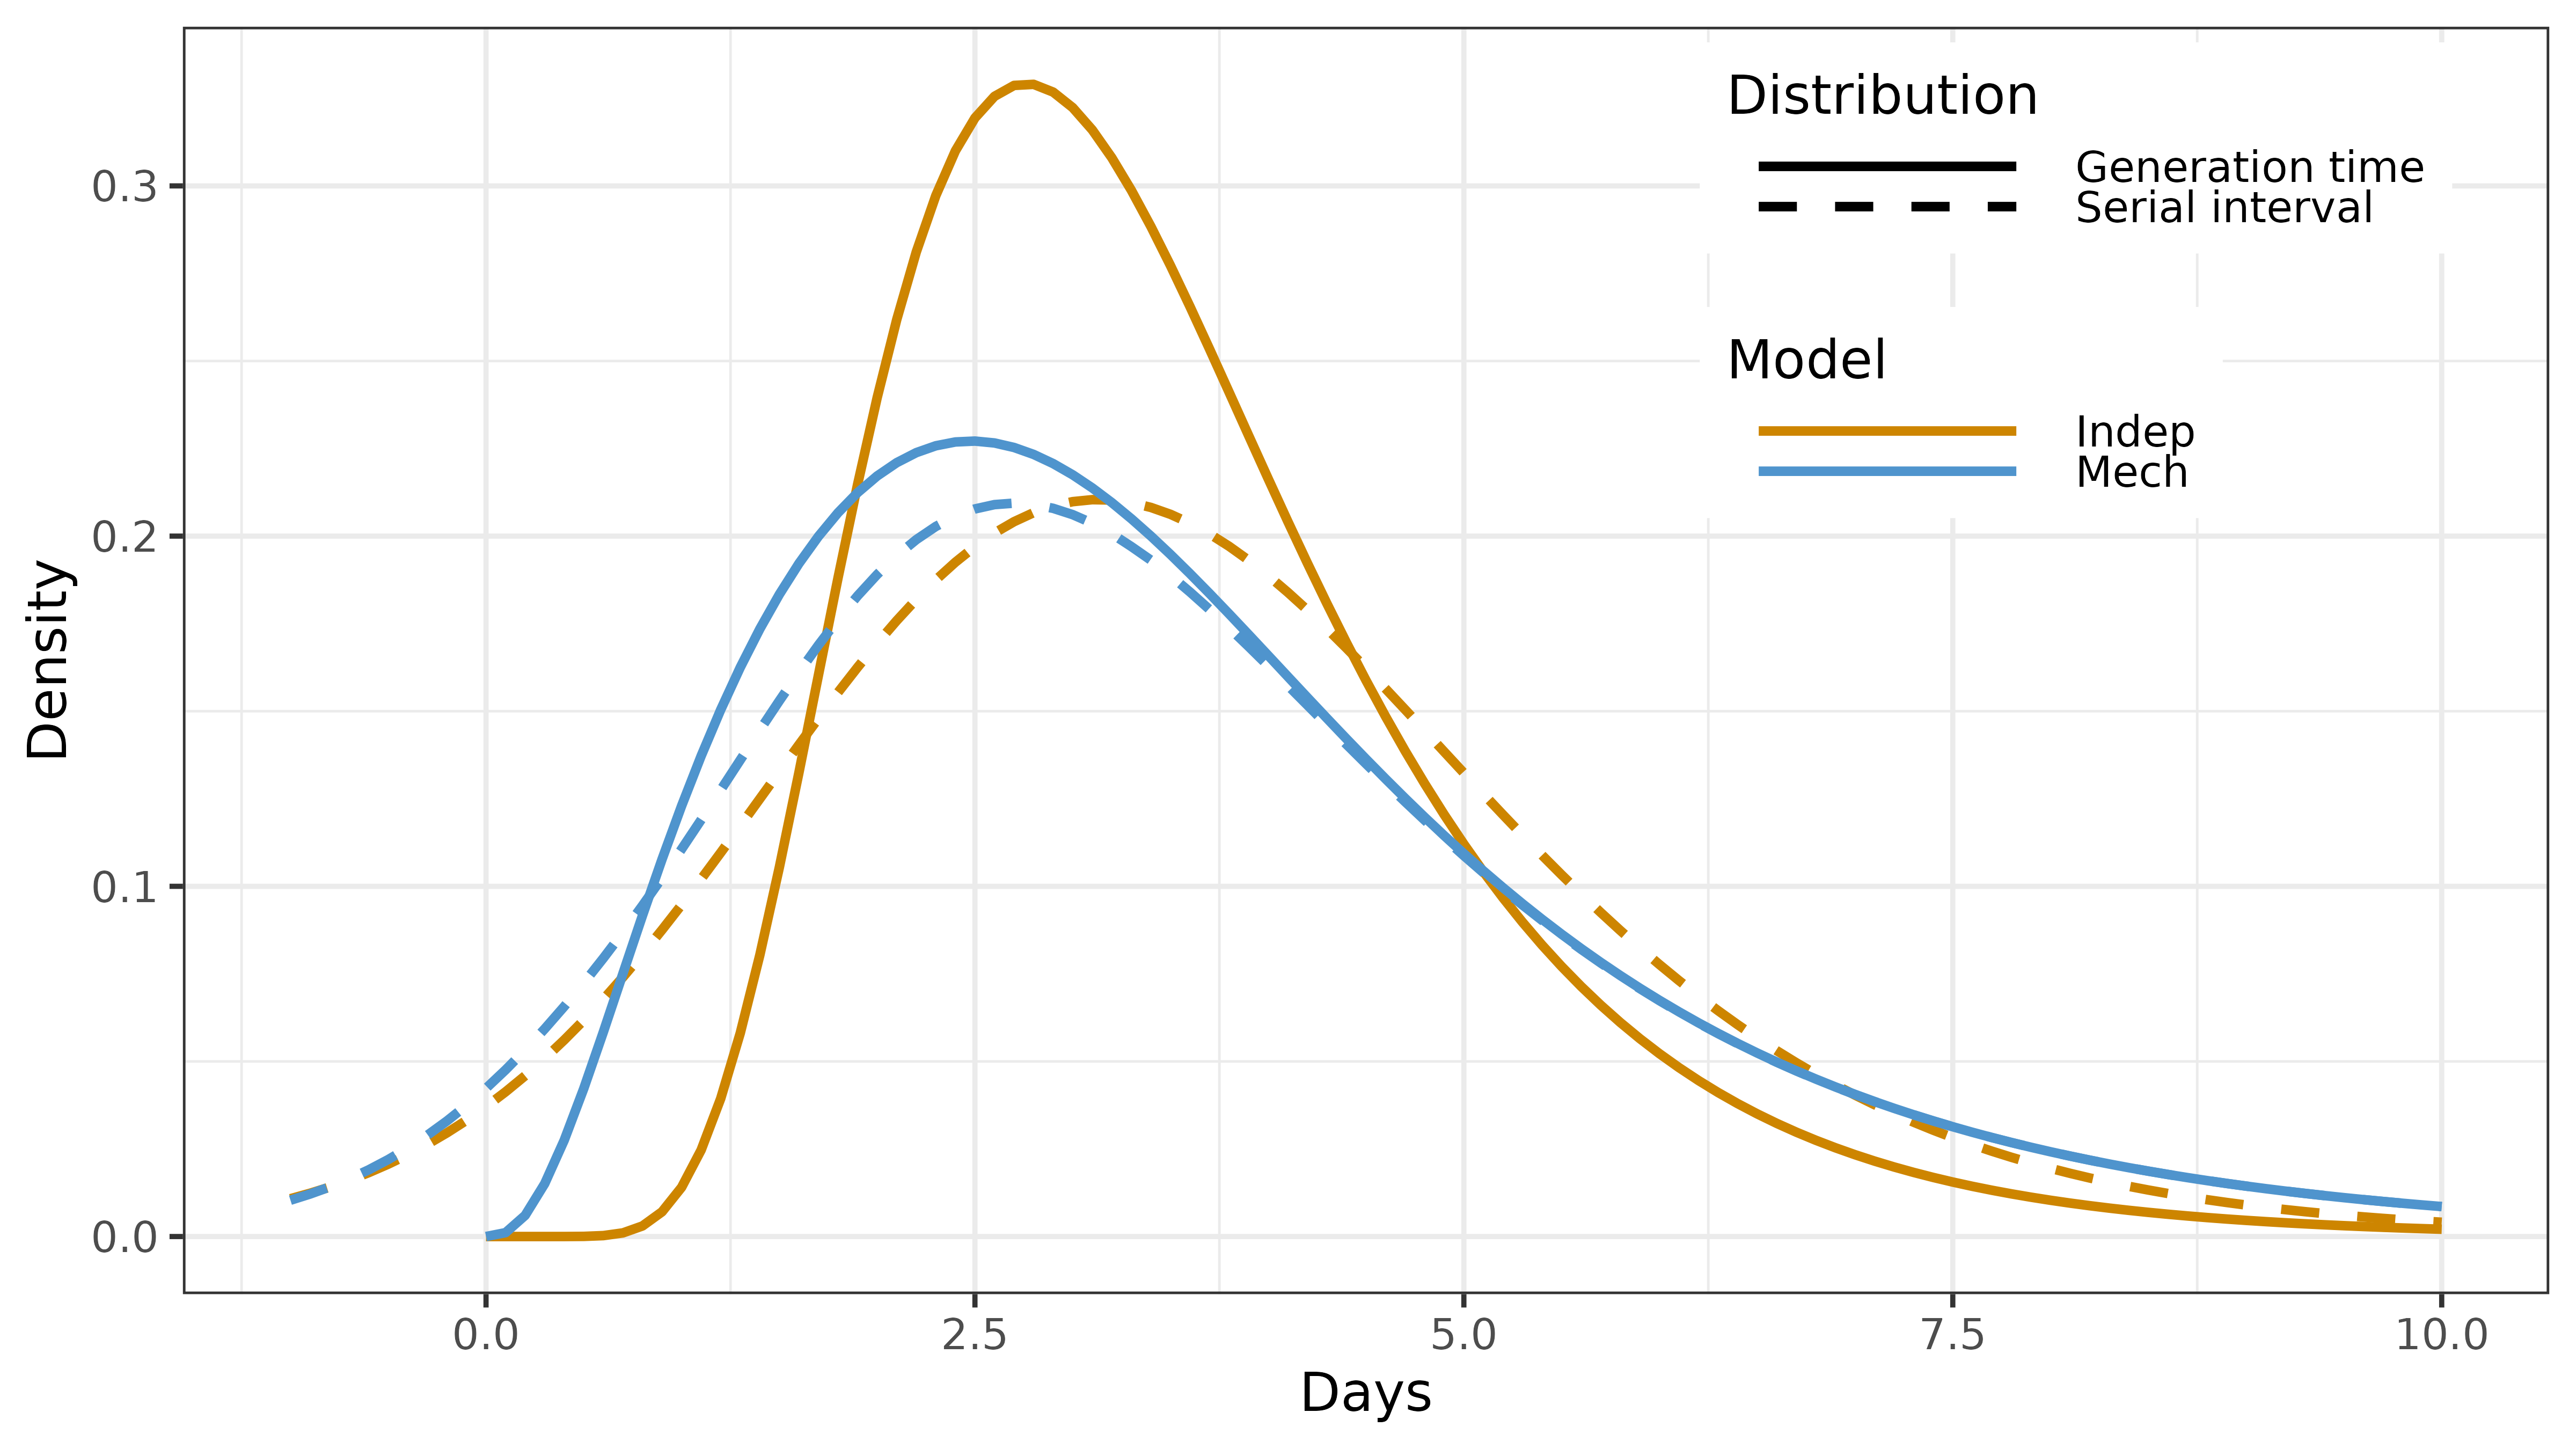 Distribution
Generation time
Serial interval
Model
Indep
Mech
Density
0.3
0.2
0.1
0.0
0.0 2.5 5.0 7.5 10.0
Days